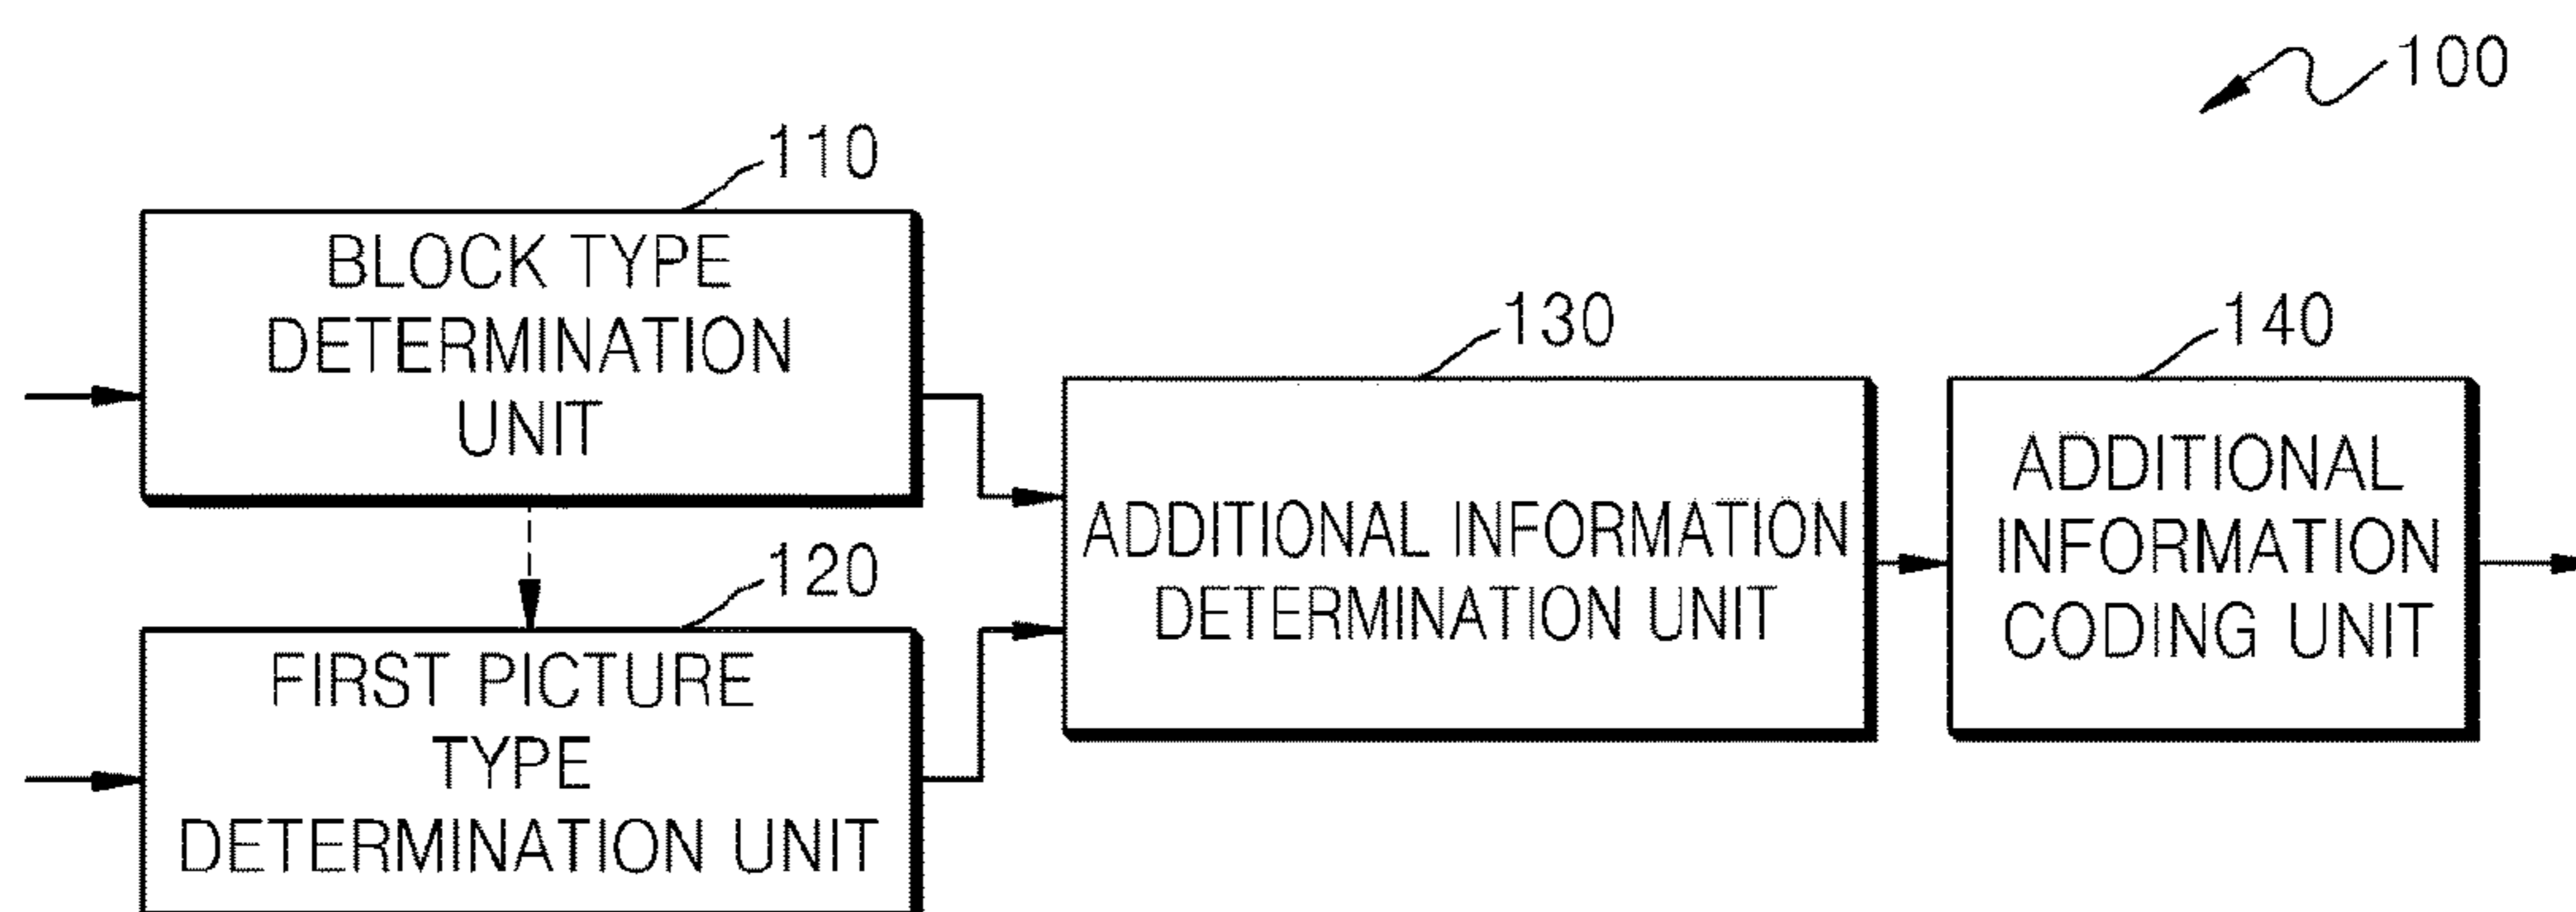 100
110
BLOCK TYPE
DETERMINATION
UNIT
120
FIRST PICTURE
TYPE
DETERMINATION UNIT
130
ADDITIONAL INFORMATION
DETERMINATION UNIT
140
ADDITIONAL
INFORMATION
CODING UNIT